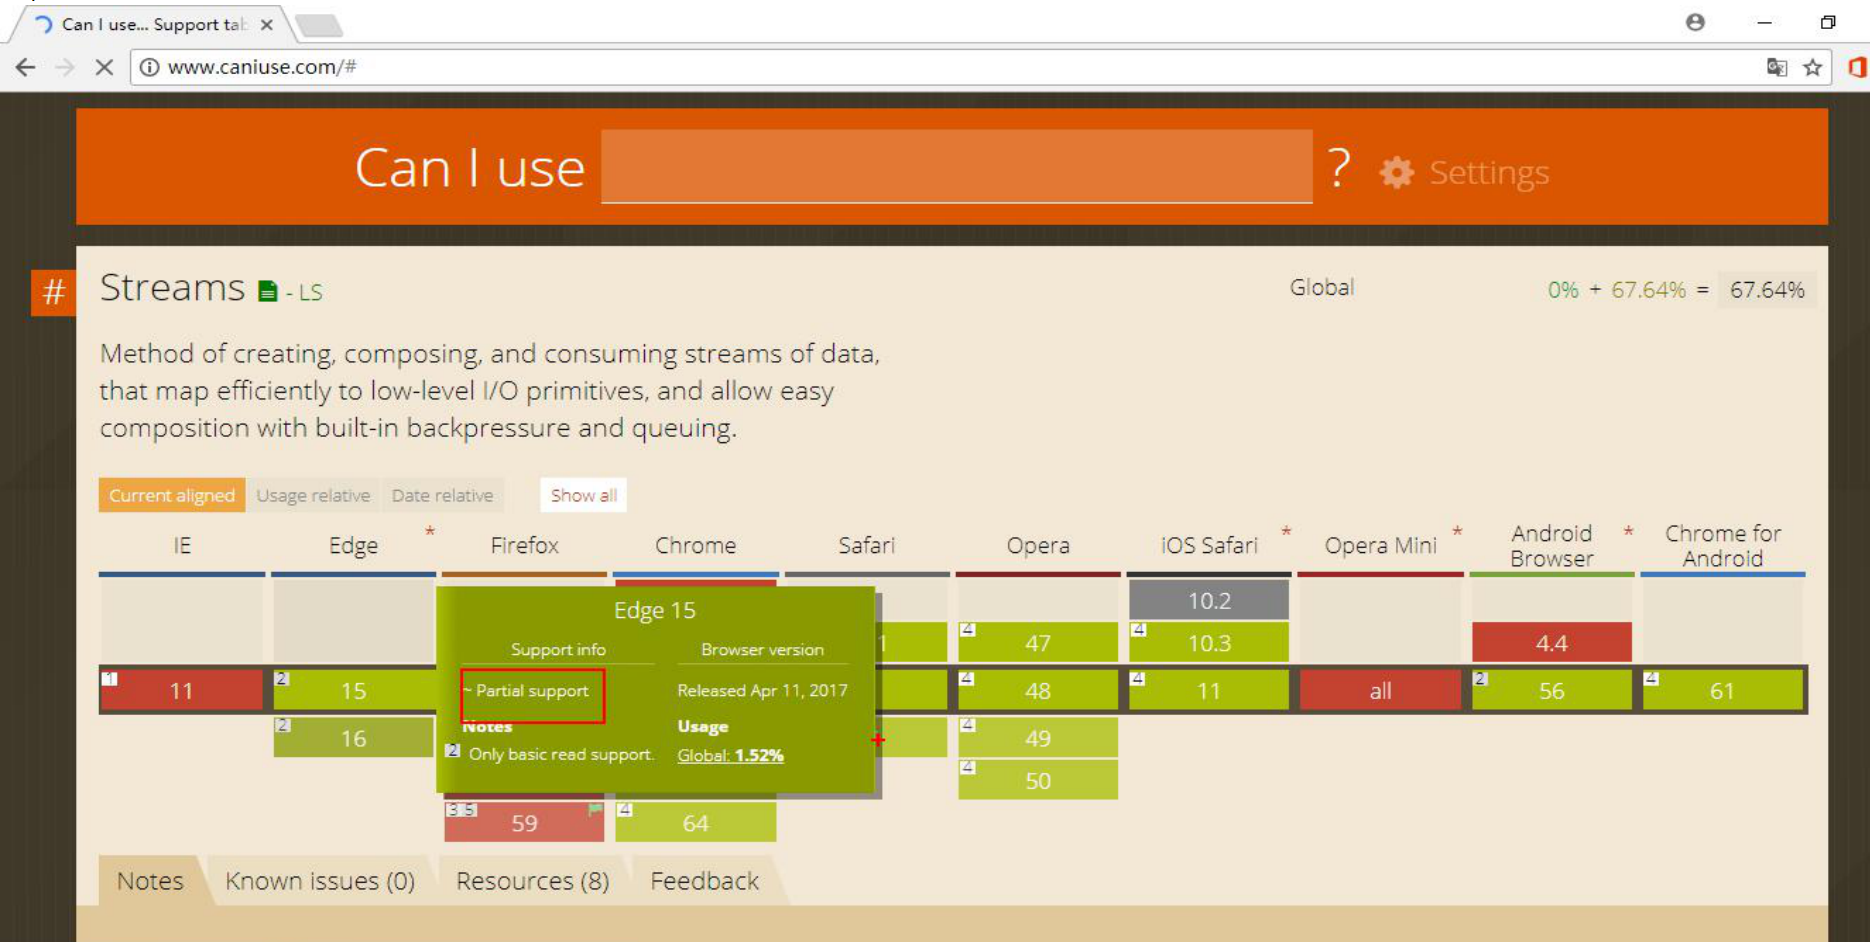 Can I use... Support tab
www.caniuse.com/#
Can I use ? Settings
# Streams - LS
Global 0% + 67.64% = 67.64%
Method of creating, composing, and consuming streams of data,
that map efficiently to low-level I/O primitives, and allow easy
composition with built-in backpressure and queuing.
Current aligned Usage relative Date relative Show all
IE Edge * Firefox Chrome Safari Opera iOS Safari * Opera Mini * Android Browser * Chrome for Android
10.2
4 47 4 10.3 4.4
1 11 2 15 4 48 4 11 all 2 56 4 61
2 16 4 49
4 50
3 5 59 4 64
Edge 15
Support info Browser version
~ Partial support Released Apr 11, 2017
Notes Usage
2 Only basic read support. Global: 1.52%
Notes Known issues (0) Resources (8) Feedback